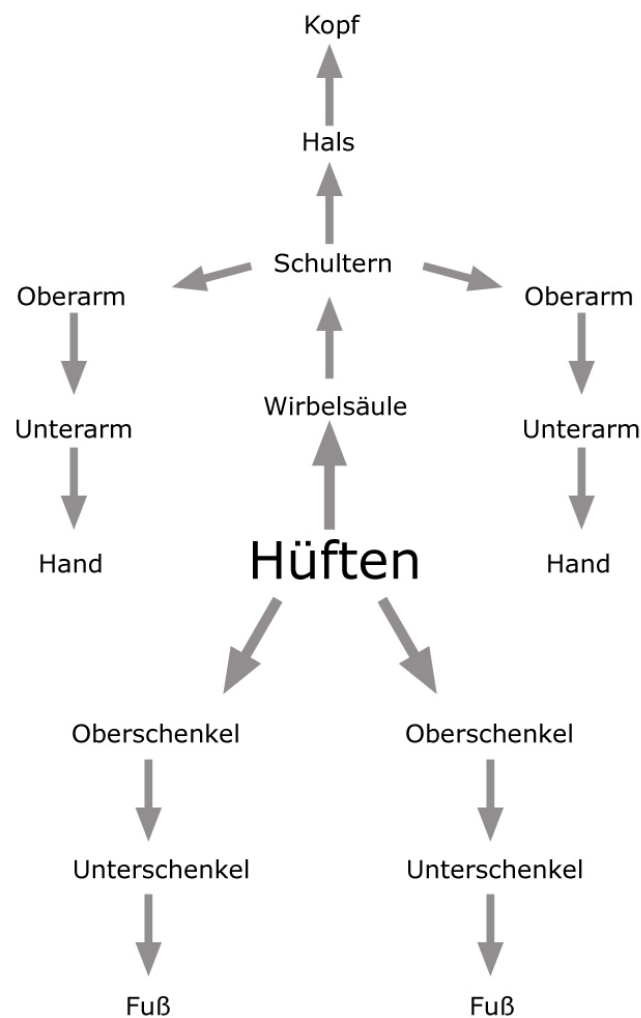 Kopf
Hals
Schultern
Oberarm
Oberarm
Wirbelsäule
Unterarm
Unterarm
Hüften
Hand
Hand
Oberschenkel
Oberschenkel
Unterschenkel
Unterschenkel
Fuß
Fuß